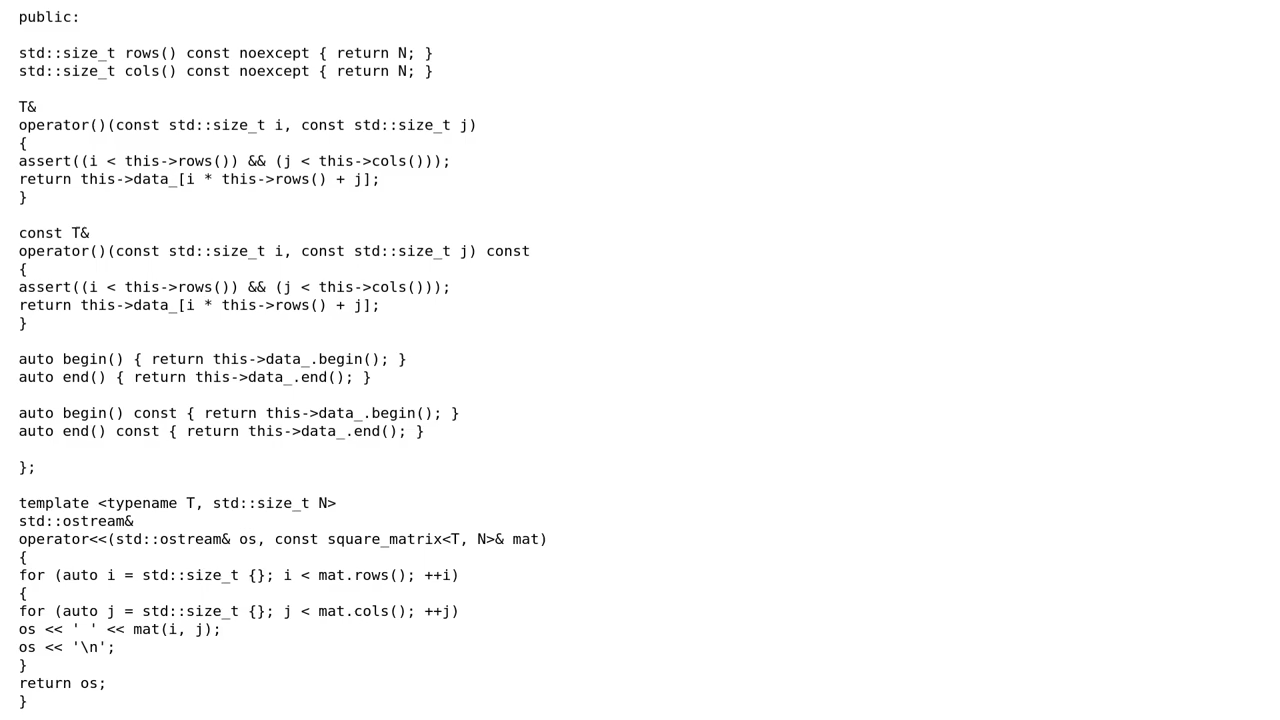 public:
std::size_t rows() const noexcept { return N; }
std::size_t cols() const noexcept { return N; }
T&
operator()(const std::size_t i, const std::size_t j)
{
assert((i < this->rows()) && (j < this->cols()));
return this->data_[i * this->rows() + j];
}
const T&
operator()(const std::size_t i, const std::size_t j) const
{
assert((i < this->rows()) && (j < this->cols()));
return this->data_[i * this->rows() + j];
}
auto begin() { return this->data_.begin(); }
auto end() { return this->data_.end(); }
auto begin() const { return this->data_.begin(); }
auto end() const { return this->data_.end(); }
};
template <typename T, std::size_t N>
std::ostream&
operator<<(std::ostream& os, const square_matrix<T, N>& mat)
{
for (auto i = std::size_t {}; i < mat.rows(); ++i)
{
for (auto j = std::size_t {}; j < mat.cols(); ++j)
os << ' ' << mat(i, j);
os << '\n';
}
return os;
}